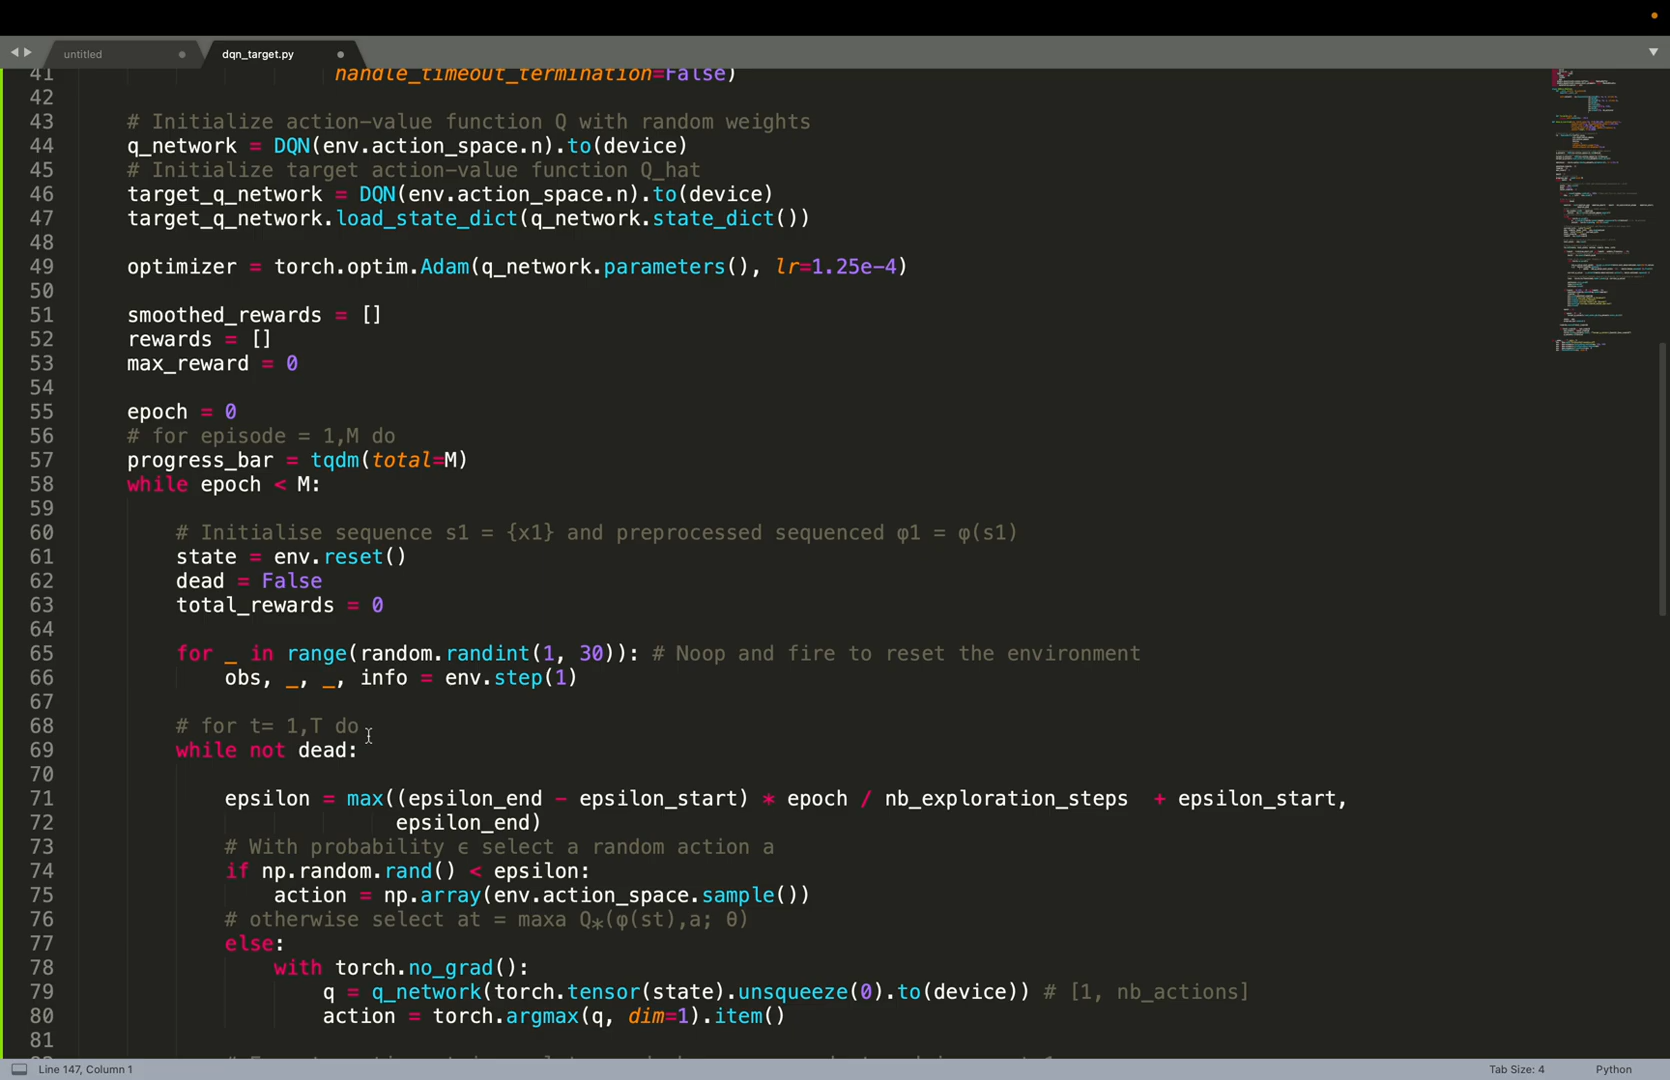 untitled
dqn_target.py
41 handle_timeout_termination=False)
42
43 # Initialize action-value function Q with random weights
44 q_network = DQN(env.action_space.n).to(device)
45 # Initialize target action-value function Q_hat
46 target_q_network = DQN(env.action_space.n).to(device)
47 target_q_network.load_state_dict(q_network.state_dict())
48
49 optimizer = torch.optim.Adam(q_network.parameters(), lr=1.25e-4)
50
51 smoothed_rewards = []
52 rewards = []
53 max_reward = 0
54
55 epoch = 0
56 # for episode = 1,M do
57 progress_bar = tqdm(total=M)
58 while epoch < M:
59
60 # Initialise sequence s1 = {x1} and preprocessed sequenced φ1 = φ(s1)
61 state = env.reset()
62 dead = False
63 total_rewards = 0
64
65 for _ in range(random.randint(1, 30)): # Noop and fire to reset the environment
66 obs, _, _, info = env.step(1)
67
68 # for t= 1,T do
69 while not dead:
70
71 epsilon = max((epsilon_end - epsilon_start) * epoch / nb_exploration_steps  + epsilon_start,
72 epsilon_end)
73 # With probability ϵ select a random action a
74 if np.random.rand() < epsilon:
75 action = np.array(env.action_space.sample())
76 # otherwise select at = maxa Q∗(φ(st),a; θ)
77 else:
78 with torch.no_grad():
79 q = q_network(torch.tensor(state).unsqueeze(0).to(device)) # [1, nb_actions]
80 action = torch.argmax(q, dim=1).item()
81
Line 147, Column 1
Tab Size: 4
Python